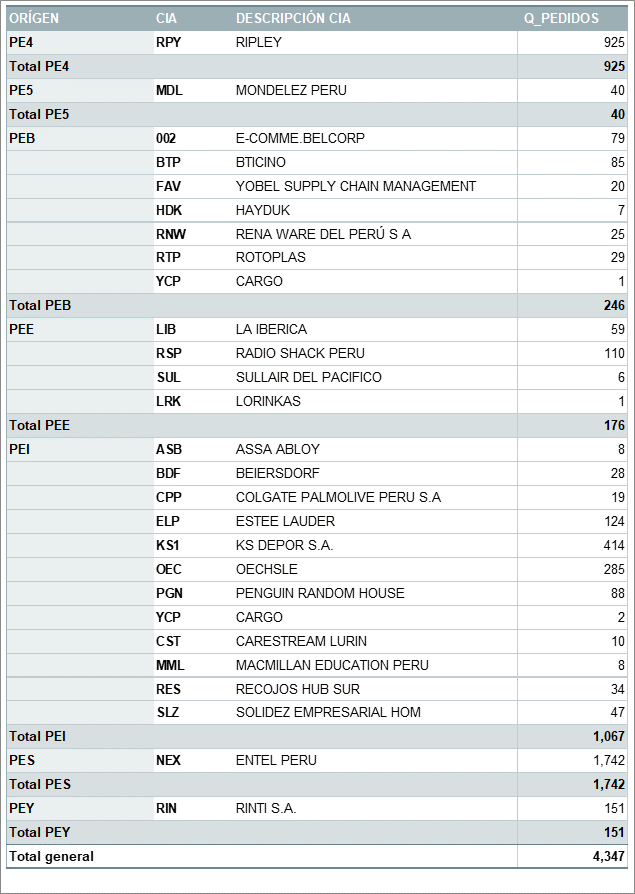 ORÍGEN CIA DESCRIPCIÓN CIA Q_PEDIDOS
PE4 RPY RIPLEY 925
Total PE4 925
PE5 MDL MONDELEZ PERU 40
Total PE5 40
PEB 002 E-COMME.BELCORP 79
BTP BTICINO 85
FAV YOBEL SUPPLY CHAIN MANAGEMENT 20
HDK HAYDUK 7
RNW RENA WARE DEL PERÚ S A 25
RTP ROTOPLAS 29
YCP CARGO 1
Total PEB 246
PEE LIB LA IBERICA 59
RSP RADIO SHACK PERU 110
SUL SULLAIR DEL PACIFICO 6
LRK LORINKAS 1
Total PEE 176
PEI ASB ASSA ABLOY 8
BDF BEIERSDORF 28
CPP COLGATE PALMOLIVE PERU S.A 19
ELP ESTEE LAUDER 124
KS1 KS DEPOR S.A. 414
OEC OECHSLE 285
PGN PENGUIN RANDOM HOUSE 88
YCP CARGO 2
CST CARESTREAM LURIN 10
MML MACMILLAN EDUCATION PERU 8
RES RECOJOS HUB SUR 34
SLZ SOLIDEZ EMPRESARIAL HOM 47
Total PEI 1,067
PES NEX ENTEL PERU 1,742
Total PES 1,742
PEY RIN RINTI S.A. 151
Total PEY 151
Total general 4,347